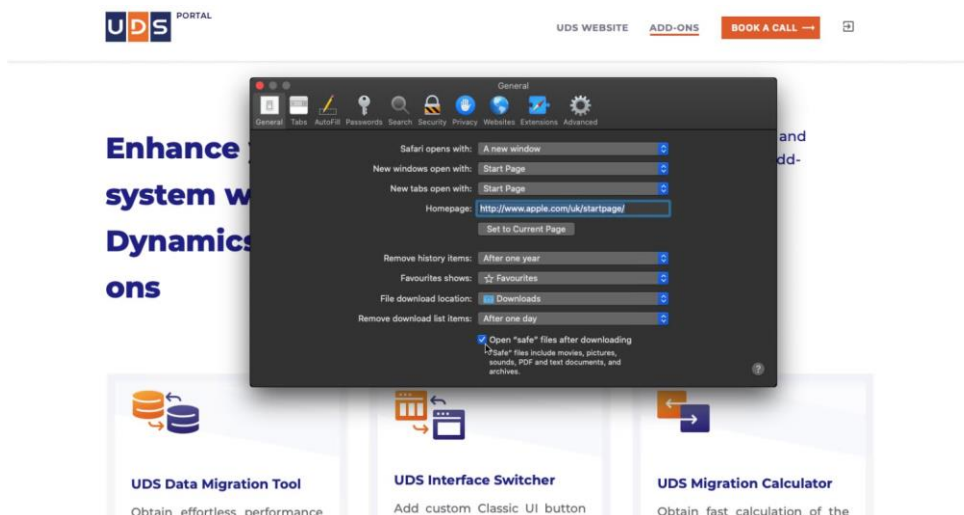 UDS PORTAL
UDS WEBSITE ADD-ONS BOOK A CALL →
General
General Tabs AutoFill Passwords Search Security Privacy Websites Extensions Advanced
Safari opens with: A new window
New windows open with: Start Page
New tabs open with: Start Page
Homepage: http://www.apple.com/uk/startpage/
Set to Current Page
Remove history items: After one year
Favourites shows: ☆ Favourites
File download location: Downloads
Remove download list items: After one day
Open "safe" files after downloading
"Safe" files include movies, pictures,
sounds, PDF and text documents, and
archives.
?
Enhance
system w
Dynamics
ons
and
dd-
UDS Data Migration Tool
Obtain effortless performance
UDS Interface Switcher
Add custom Classic UI button
UDS Migration Calculator
Obtain fast calculation of the